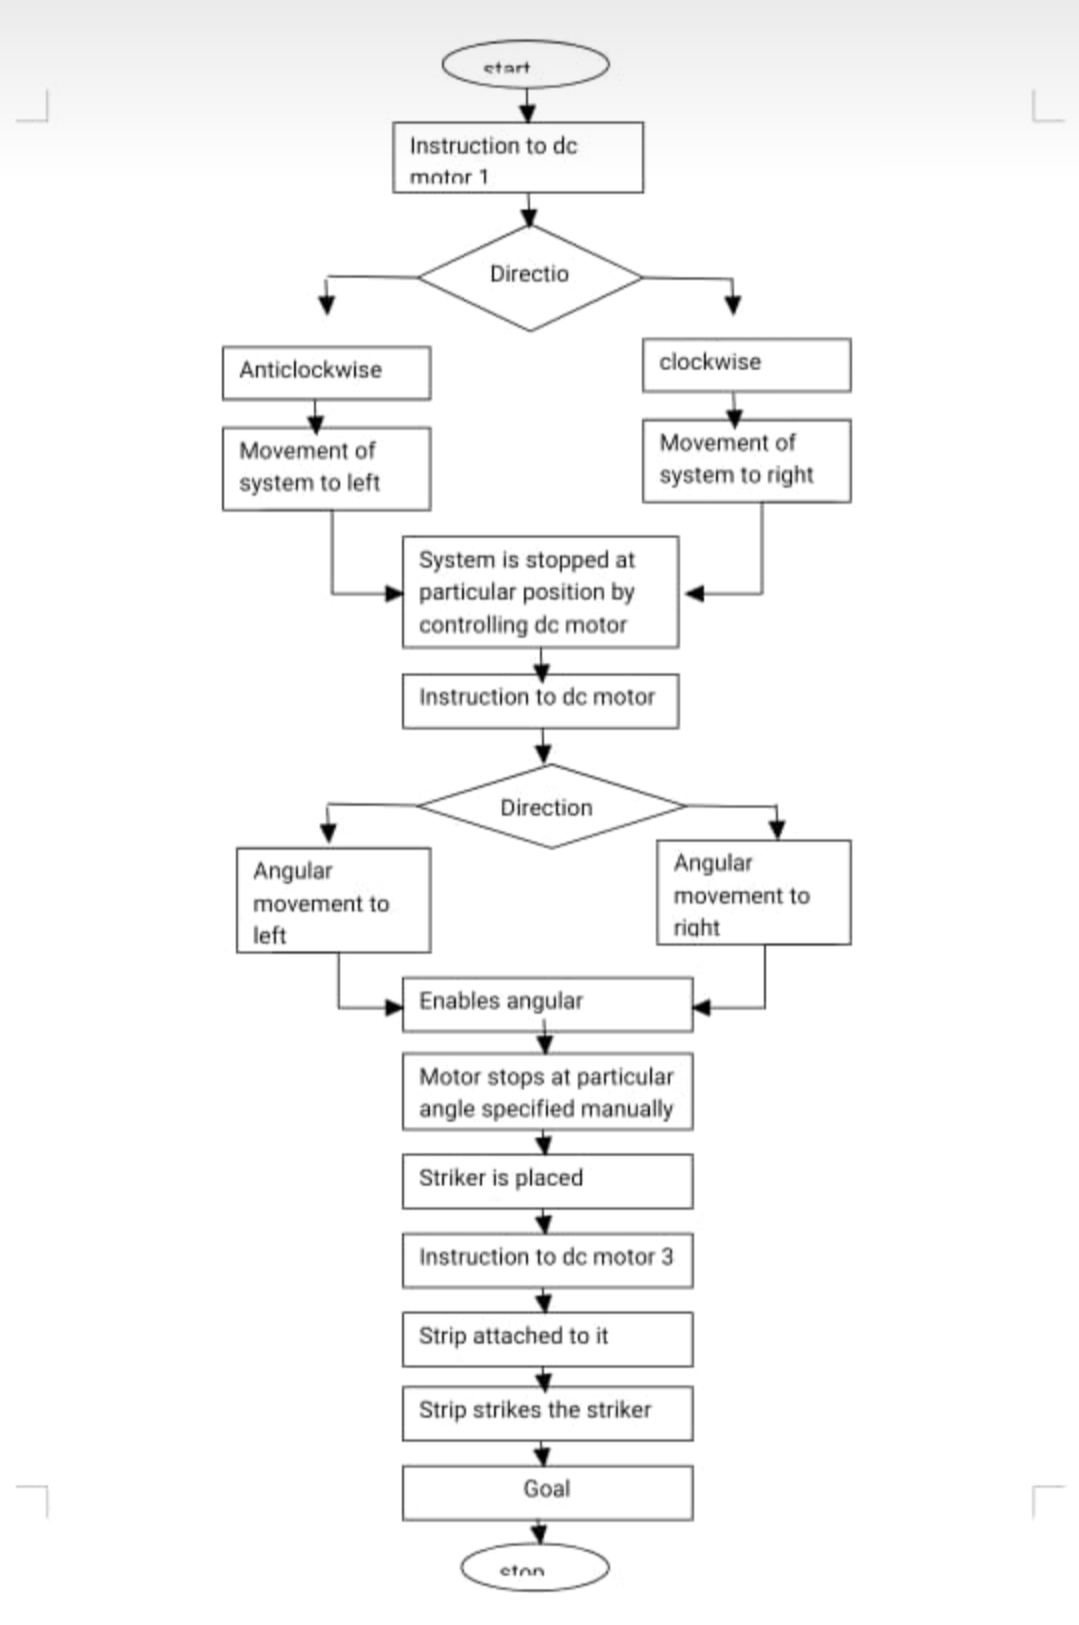 start
Instruction to dc
motor 1
Directio
Anticlockwise
clockwise
Movement of
system to left
Movement of
system to right
System is stopped at
particular position by
controlling dc motor
Instruction to dc motor
Direction
Angular
movement to
left
Angular
movement to
right
Enables angular
Motor stops at particular
angle specified manually
Striker is placed
Instruction to dc motor 3
Strip attached to it
Strip strikes the striker
Goal
stop